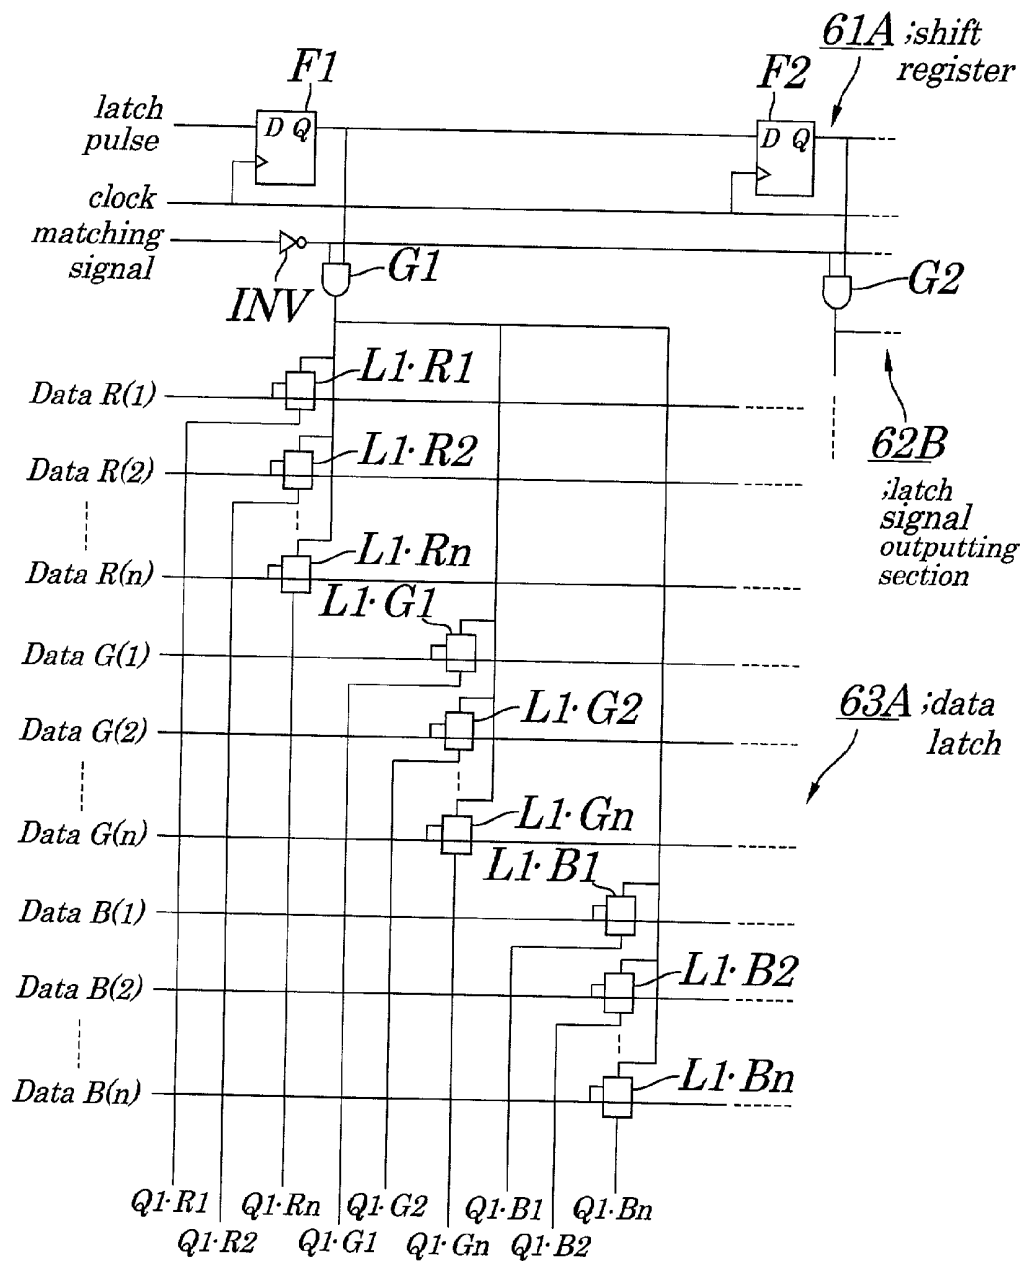 61A ;shift
register
F1
F2
latch
pulse
D Q
D Q
clock
matching
signal
INV
G1
G2
L1·R1
Data R(1)
L1·R2
Data R(2)
62B
;latch
signal
outputting
section
L1·Rn
Data R(n)
L1·G1
Data G(1)
L1·G2
Data G(2)
63A ;data
latch
L1·Gn
Data G(n)
L1·B1
Data B(1)
L1·B2
Data B(2)
L1·Bn
Data B(n)
Q1·R1
Q1·R2
Q1·Rn
Q1·G1
Q1·G2
Q1·Gn
Q1·B1
Q1·B2
Q1·Bn